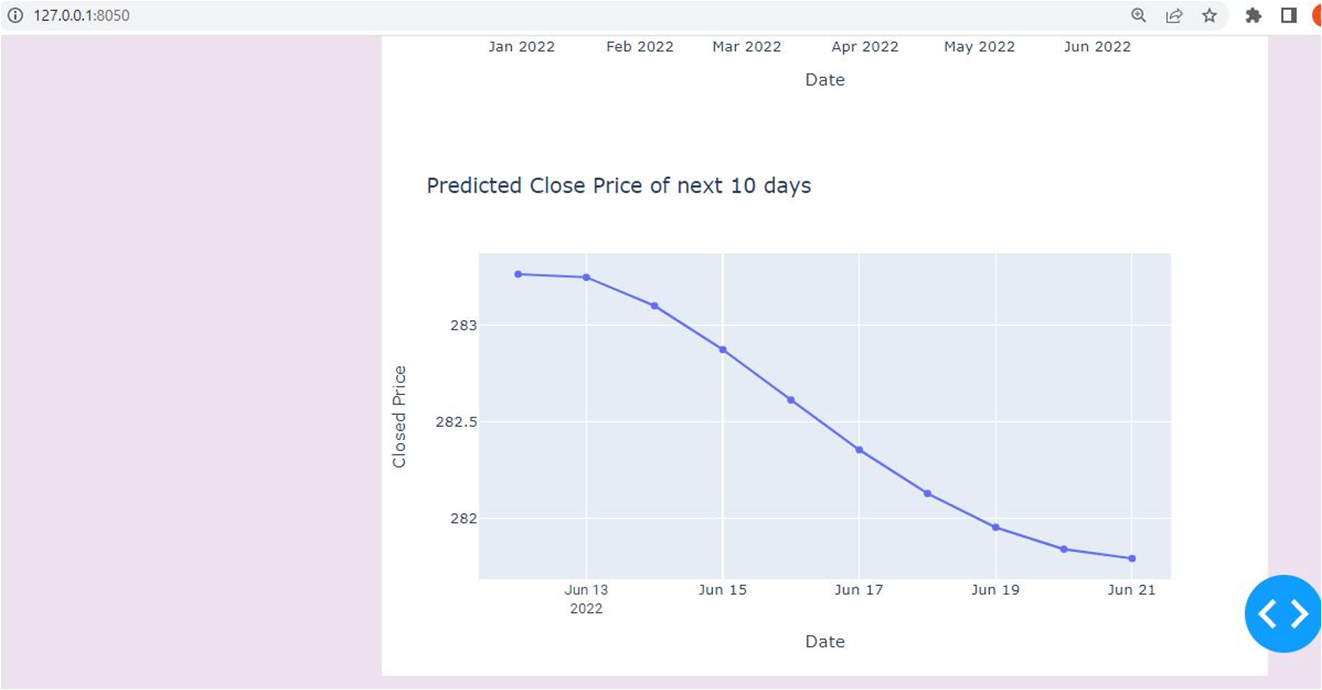 127.0.0.1:8050
Jan 2022 Feb 2022 Mar 2022 Apr 2022 May 2022 Jun 2022
Date
Predicted Close Price of next 10 days
283
282.5
282
Closed Price
Jun 13 Jun 15 Jun 17 Jun 19 Jun 21
2022
Date